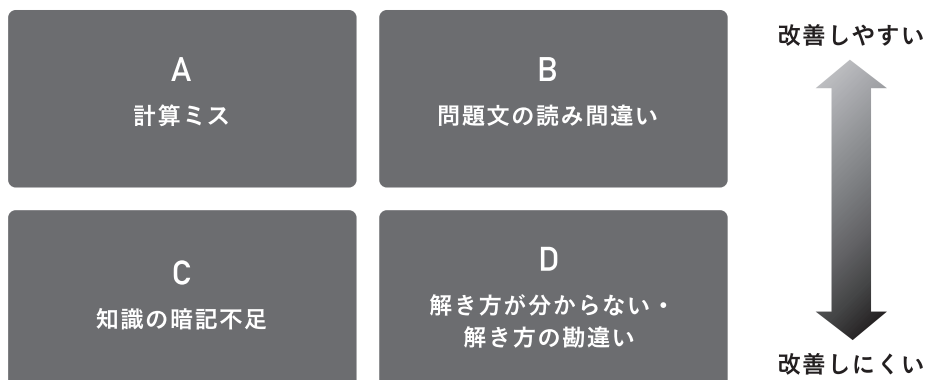 A
計算ミス
B
問題文の読み間違い
改善しやすい
C
知識の暗記不足
D
解き方が分からない・
解き方の勘違い
改善しにくい